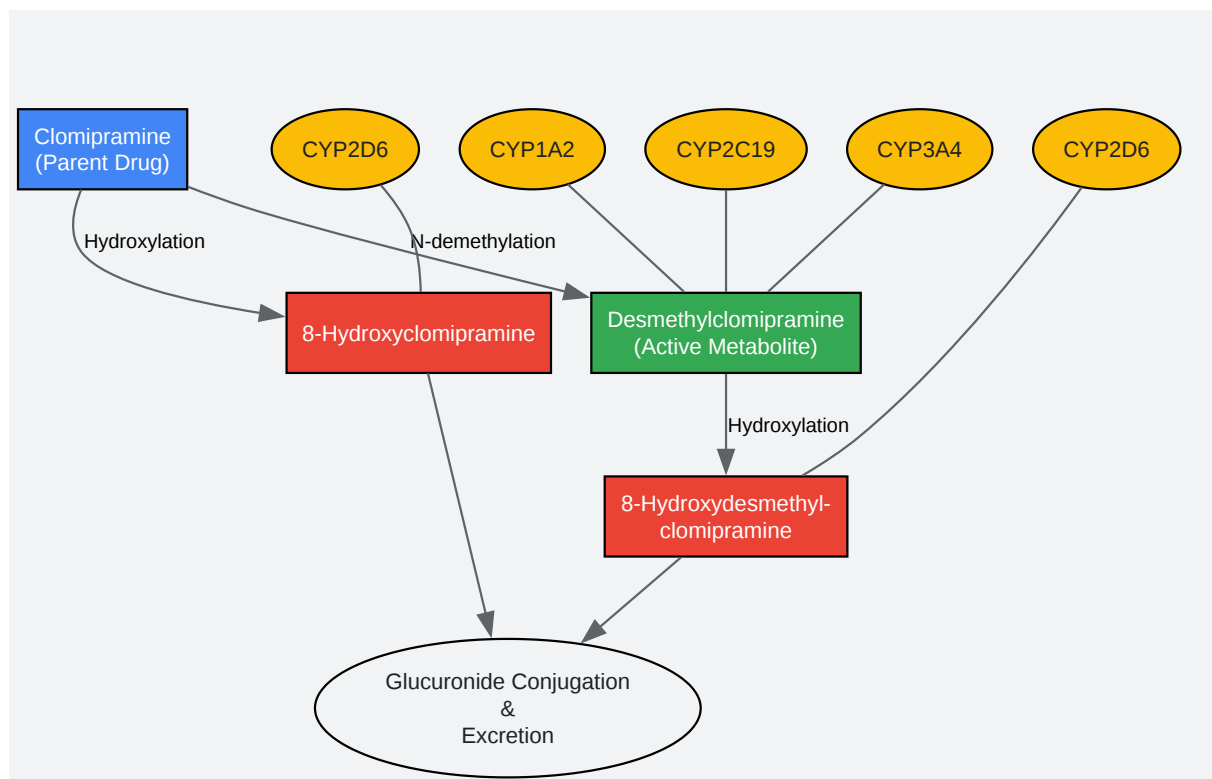 Clomipramine
(Parent Drug)
CYP2D6
CYP1A2
CYP2C19
CYP3A4
CYP2D6
Hydroxylation
N-demethylation
8-Hydroxyclomipramine
Desmethylclomipramine
(Active Metabolite)
Hydroxylation
8-Hydroxydesmethyl-
clomipramine
Glucuronide Conjugation
&
Excretion